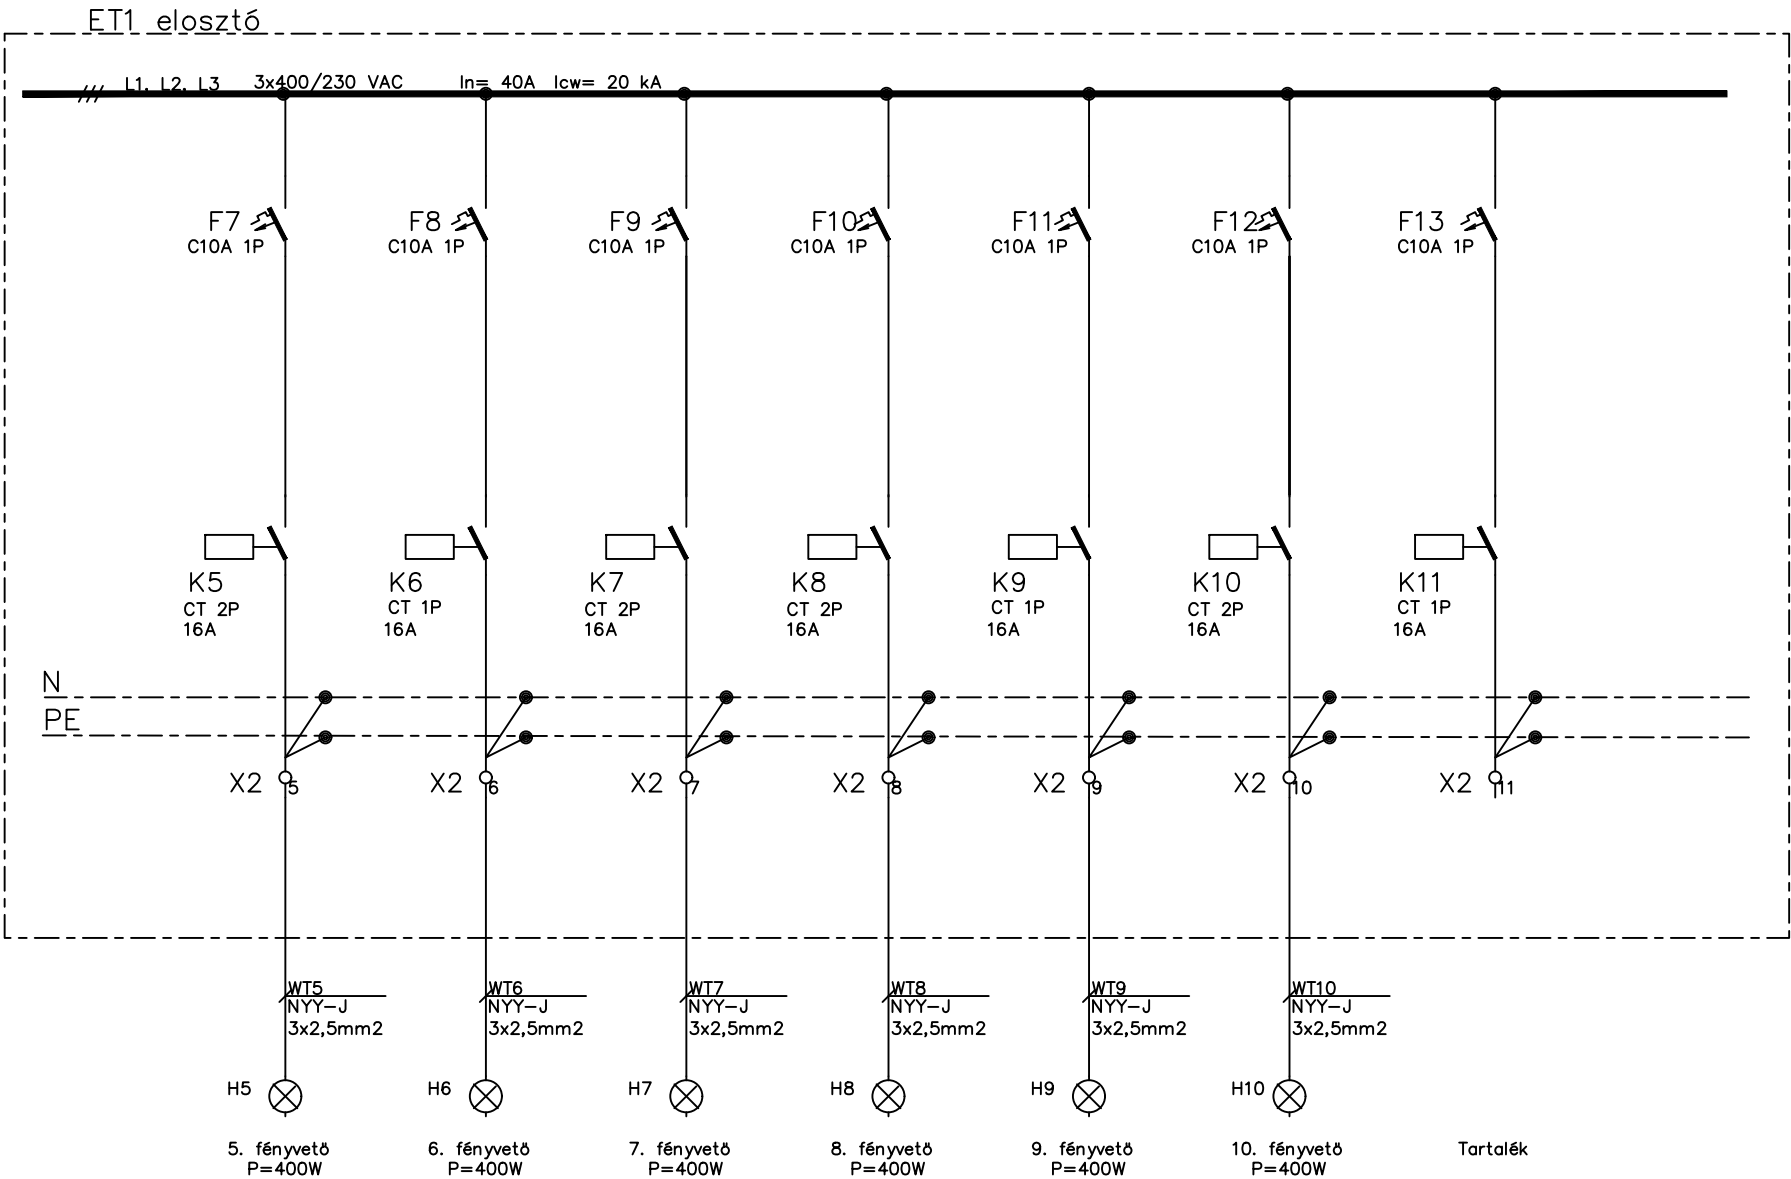 ET1 elosztó
L1, L2, L3 3x400/230 VAC In= 40A Icw= 20 kA
F7 F8 F9 F10 F11 F12 F13
C10A 1P C10A 1P C10A 1P C10A 1P C10A 1P C10A 1P C10A 1P
K5 K6 K7 K8 K9 K10 K11
CT 2P CT 1P CT 2P CT 2P CT 1P CT 2P CT 1P
16A 16A 16A 16A 16A 16A 16A
N
PE
X2 5 X2 6 X2 7 X2 8 X2 9 X2 10 X2 11
WT5 WT6 WT7 WT8 WT9 WT10
NYY-J NYY-J NYY-J NYY-J NYY-J NYY-J
3x2,5mm2 3x2,5mm2 3x2,5mm2 3x2,5mm2 3x2,5mm2 3x2,5mm2
H5 H6 H7 H8 H9 H10
5. fényvető 6. fényvető 7. fényvető 8. fényvető 9. fényvető 10. fényvető Tartalék
P=400W P=400W P=400W P=400W P=400W P=400W